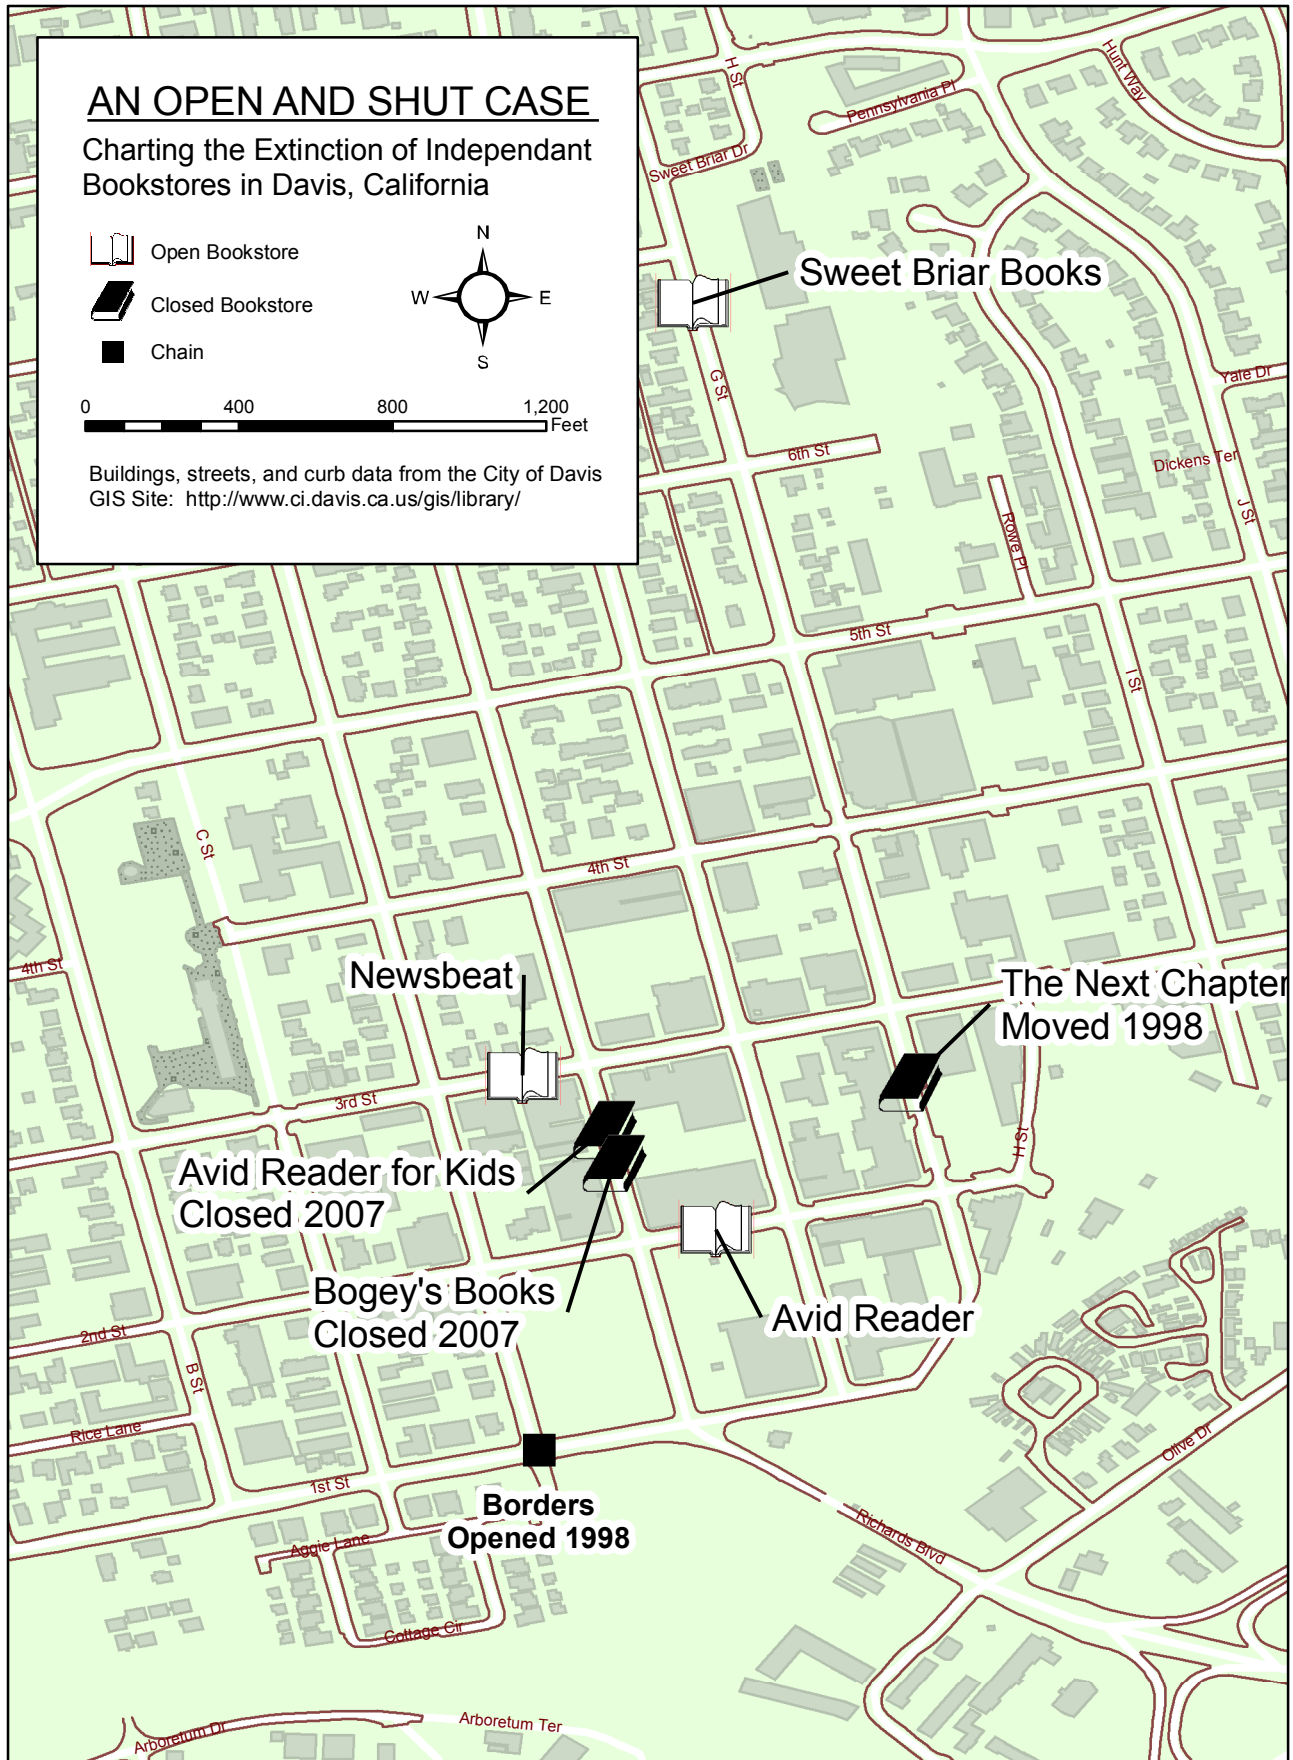 AN OPEN AND SHUT CASE
Charting the Extinction of Independant
Bookstores in Davis, California
Open Bookstore
Closed Bookstore
Chain
N
W
E
S
0
400
800
1,200
Feet
Buildings, streets, and curb data from the City of Davis
GIS Site: http://www.ci.davis.ca.us/gis/library/
H St
Hunt Way
Pennsylvania Pl
Sweet Briar Dr
Sweet Briar Books
G St
Yale Dr
6th St
Dickens Ter
J St
Rowe Pl
5th St
I St
C St
4th St
4th St
Newsbeat
The Next Chapter
Moved 1998
3rd St
H St
Avid Reader for Kids
Closed 2007
Bogey's Books
Closed 2007
Avid Reader
2nd St
B St
Rice Lane
Olive Dr
1st St
Borders
Opened 1998
Richards Blvd
Aggie Lane
Cottage Cir
Arboretum Dr
Arboretum Ter